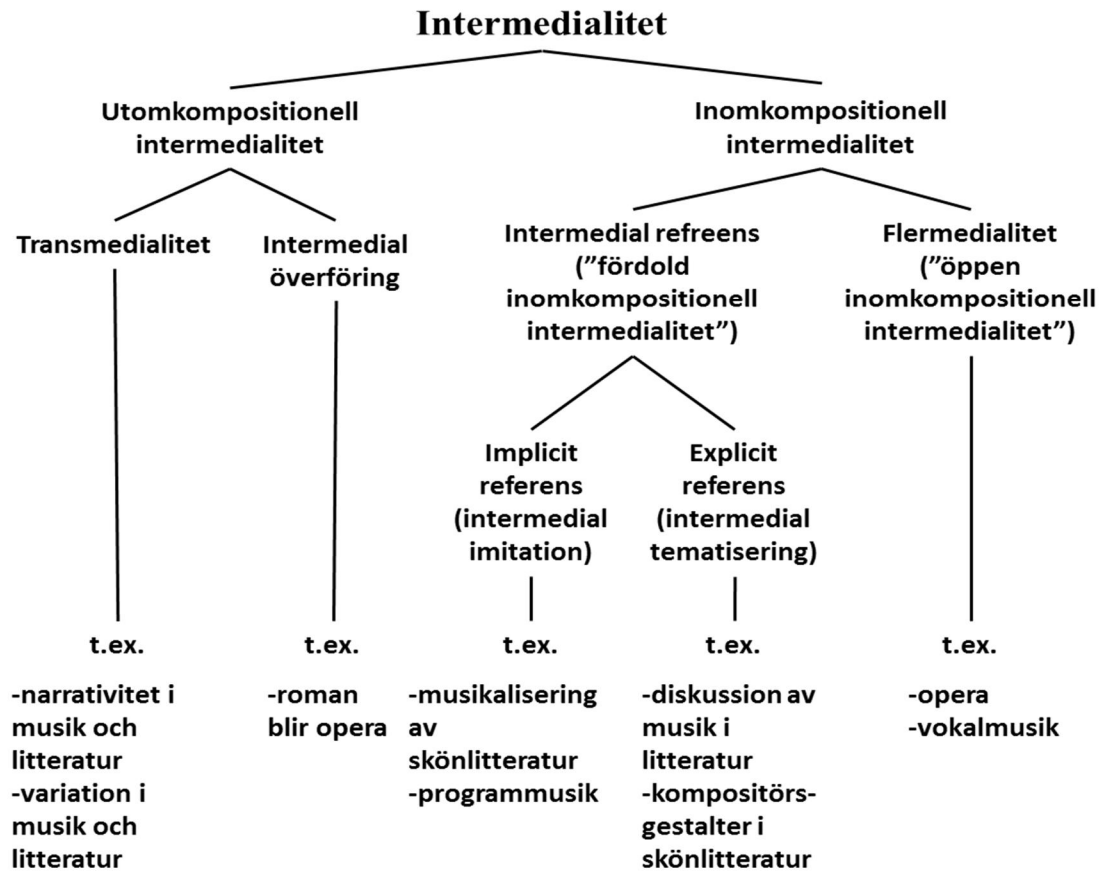 Intermedialitet
Utomkompositionell
intermedialitet
Inomkompositionell
intermedialitet
Transmedialitet
Intermedial
överföring
Intermedial refreens
(”fördold
inomkompositionell
intermedialitet”)
Flermedialitet
(”öppen
inomkompositionell
intermedialitet”)
Implicit
referens
(intermedial
imitation)
Explicit
referens
(intermedial
tematisering)
t.ex.
-narrativitet i
musik och
litteratur
-variation i
musik och
litteratur
t.ex.
-roman
blir opera
t.ex.
-musikalisering
av
skönlitteratur
-programmusik
t.ex.
-diskussion av
musik i
litteratur
-kompositörs-
gestalter i
skönlitteratur
t.ex.
-opera
-vokalmusik